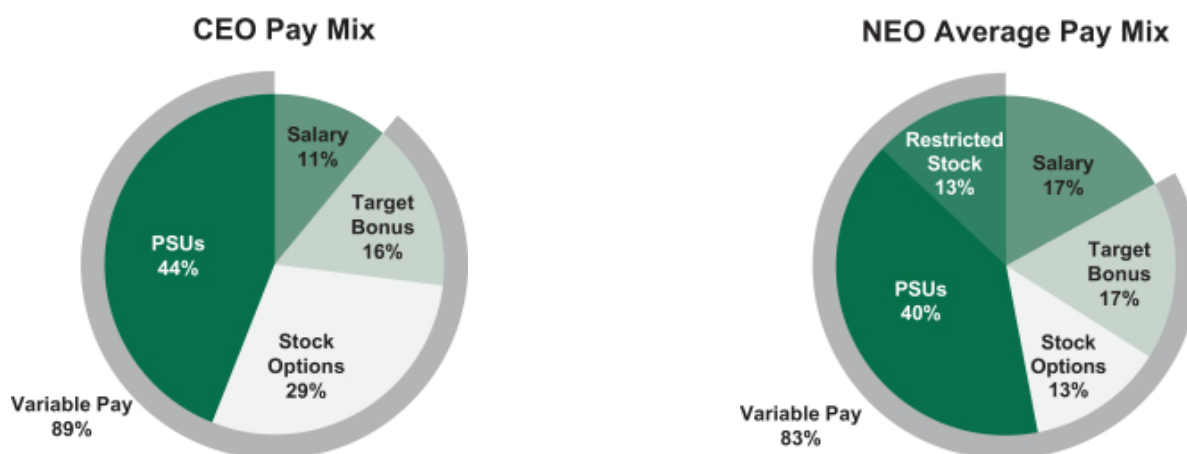 CEO Pay Mix
Salary
11%
Target
Bonus
16%
PSUs
44%
Stock
Options
29%
Variable Pay
89%
NEO Average Pay Mix
Restricted
Stock
13%
Salary
17%
Target
Bonus
17%
PSUs
40%
Stock
Options
13%
Variable Pay
83%